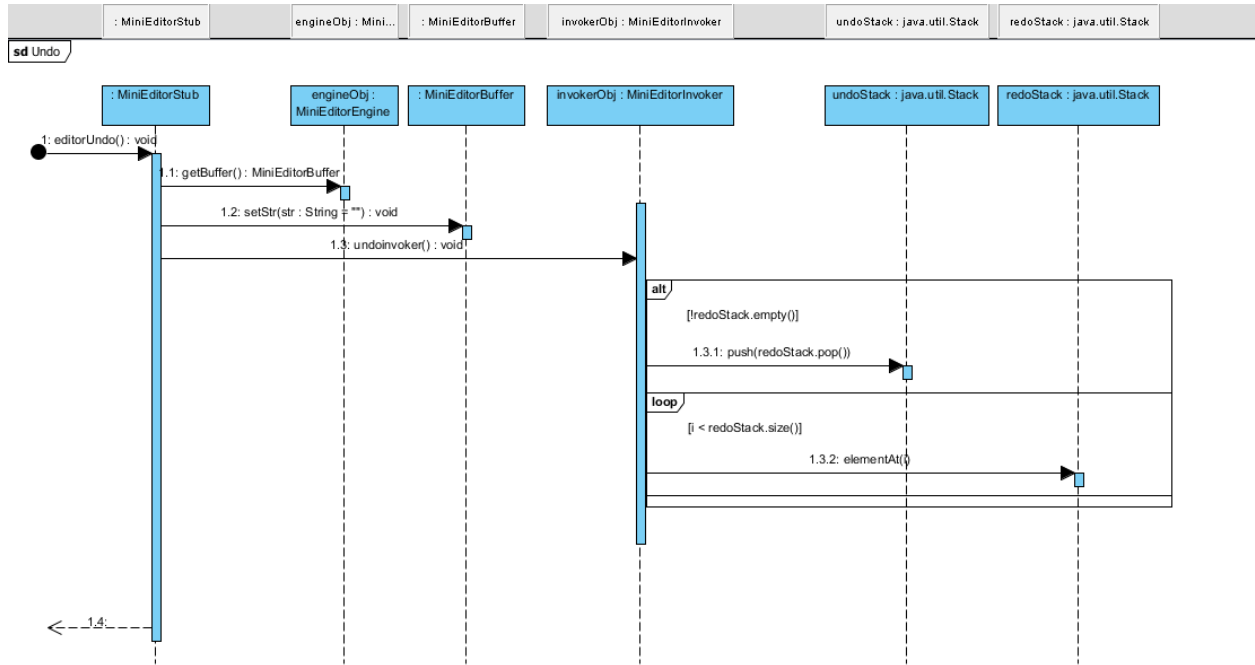 : MiniEditorStub
engineObj : Mini...
: MiniEditorBuffer
invokerObj : MiniEditorInvoker
undoStack : java.util.Stack
redoStack : java.util.Stack
sd Undo
: MiniEditorStub
engineObj :
MiniEditorEngine
: MiniEditorBuffer
invokerObj : MiniEditorInvoker
undoStack : java.util.Stack
redoStack : java.util.Stack
1: editorUndo() : void
1.1: getBuffer() : MiniEditorBuffer
1.2: setStr(str : String = "") : void
1.3: undoinvoker() : void
alt
[!redoStack.empty()]
1.3.1: push(redoStack.pop())
loop
[i < redoStack.size()]
1.3.2: elementAt(i)
1.4: